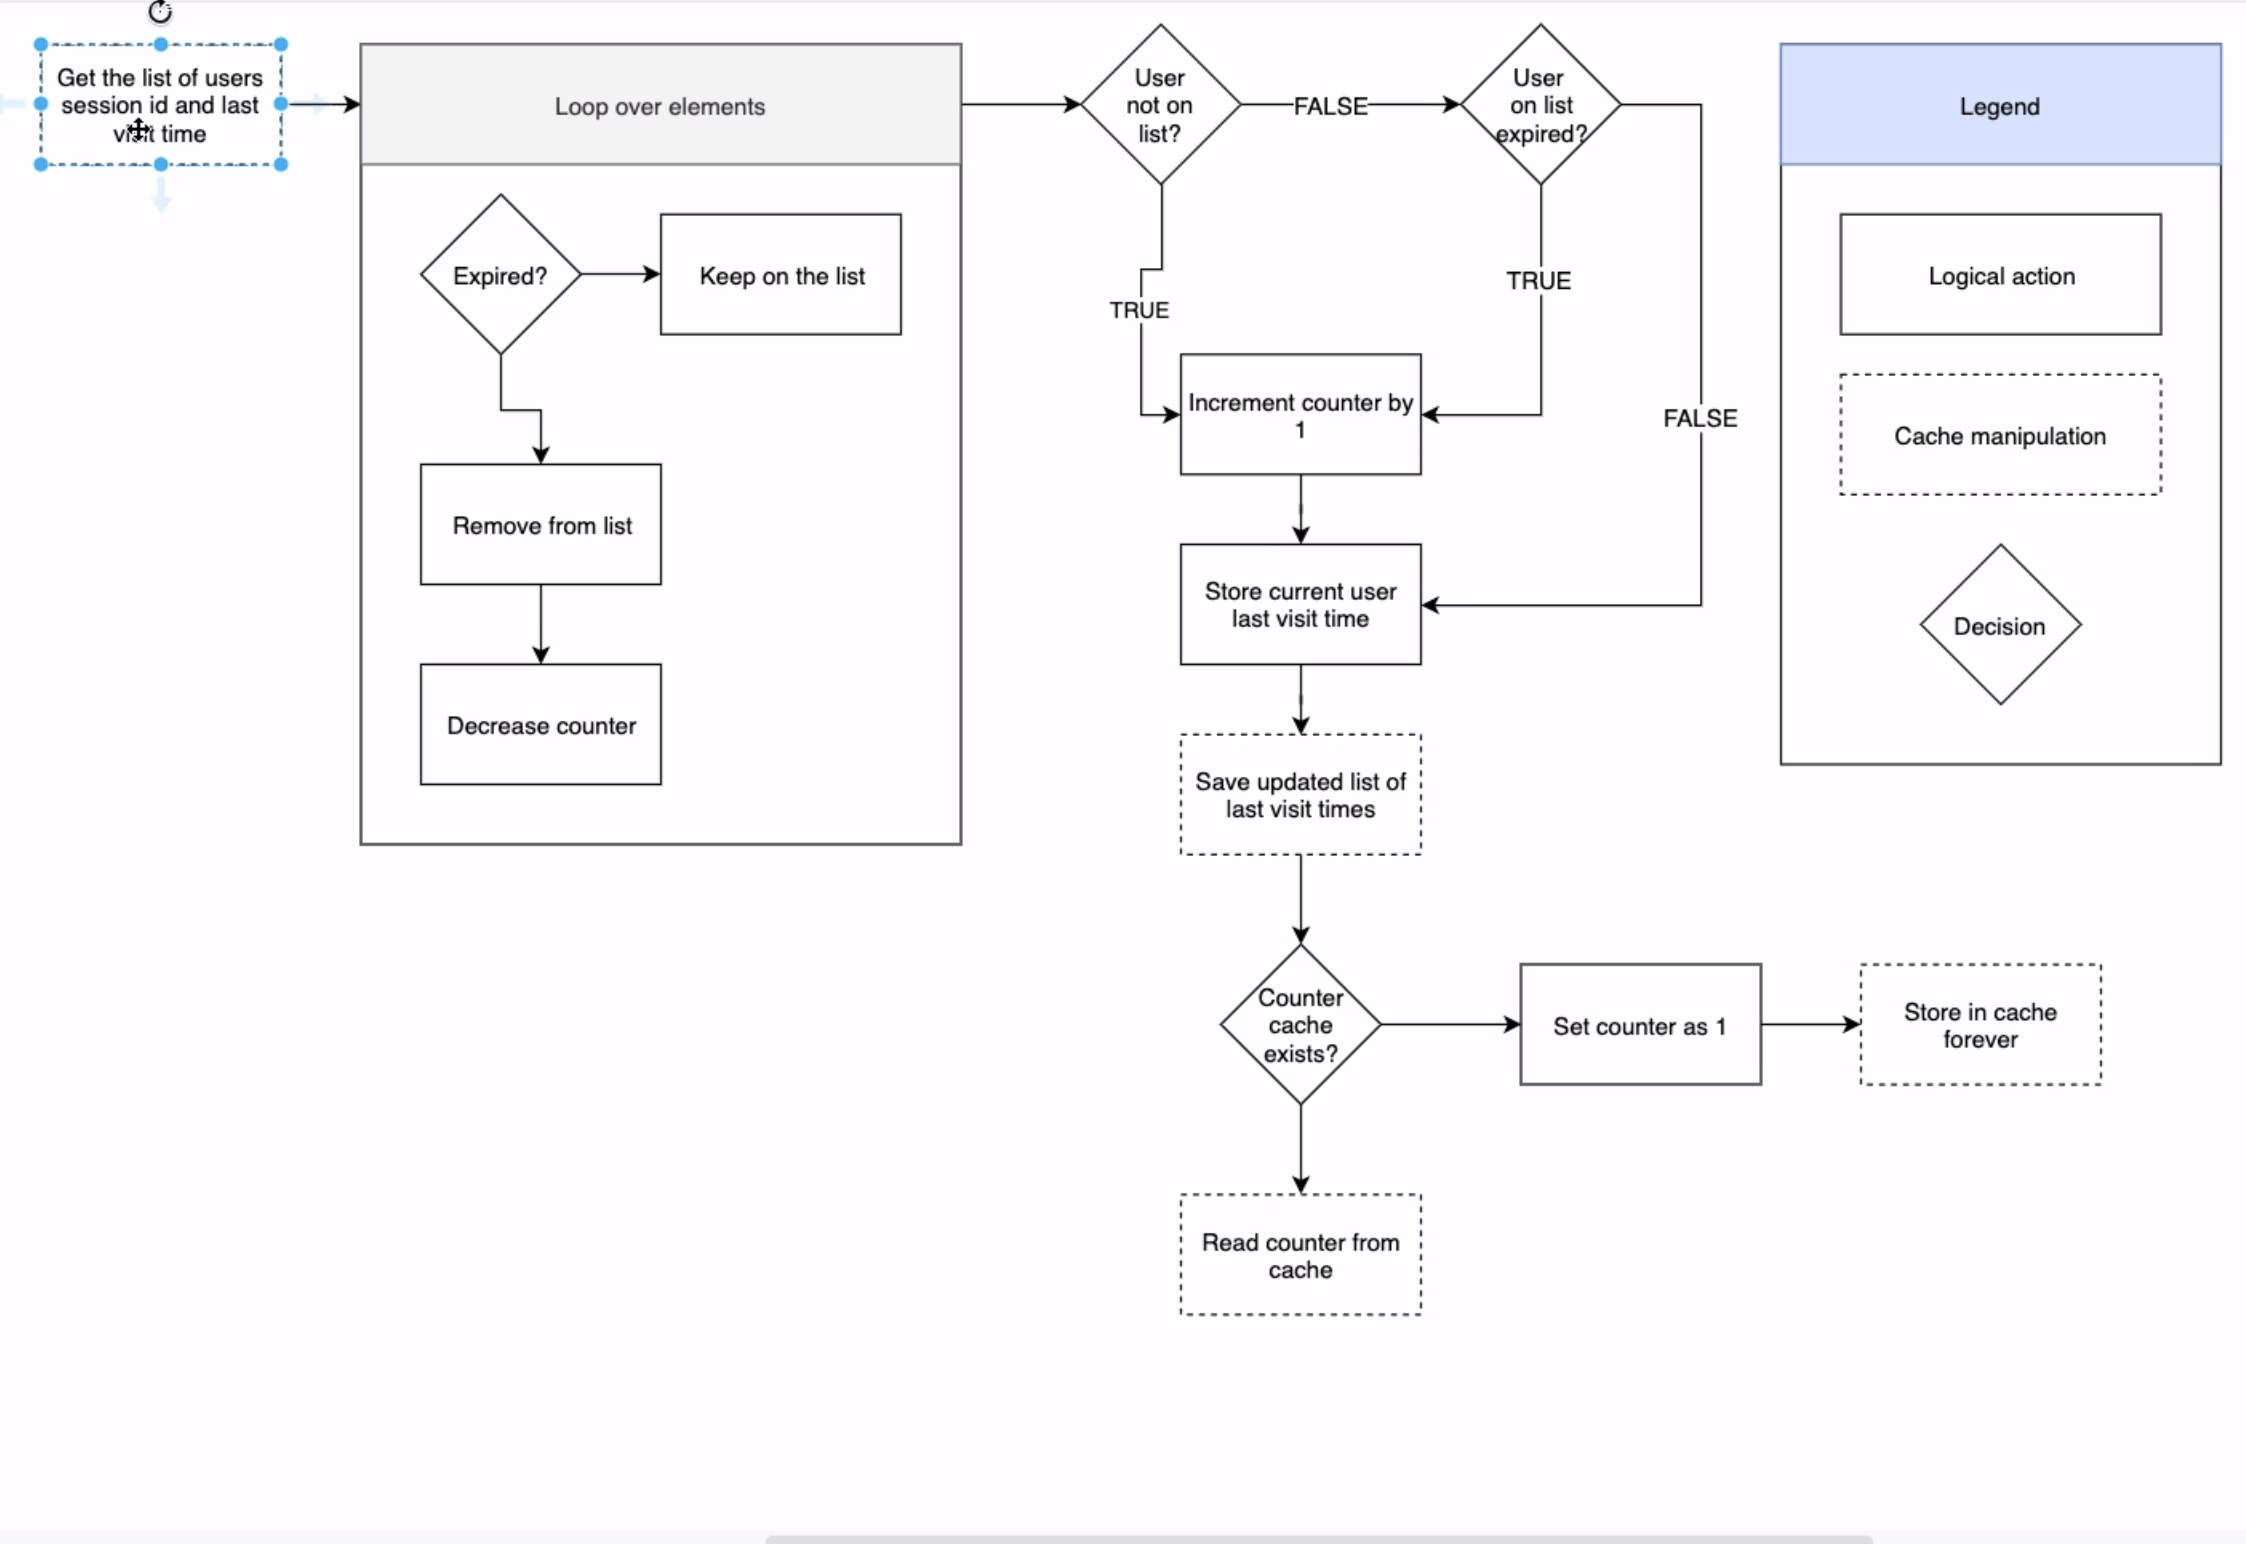 Get the list of users
session id and last
visit time
Loop over elements
Expired?
Keep on the list
Remove from list
Decrease counter
User
not on
list?
FALSE
User
on list
expired?
TRUE
TRUE
FALSE
Increment counter by
1
Store current user
last visit time
Save updated list of
last visit times
Counter
cache
exists?
Set counter as 1
Store in cache
forever
Read counter from
cache
Legend
Logical action
Cache manipulation
Decision